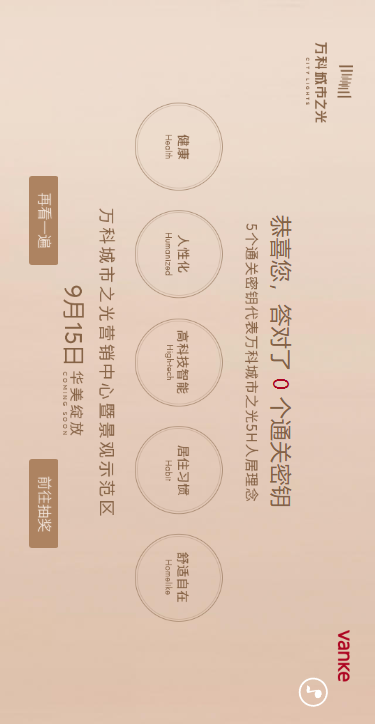 万科城市之光
CITY LIGHTS
vanke
恭喜您，答对了 0 个通关密钥
5个通关密钥代表万科城市之光5H人居理念
健康
Health
人性化
Humanized
高科技智能
Hightech
居住习惯
Habit
舒适自在
Homelike
万科城市之光营销中心暨景观示范区
9月15日 华美绽放
COMING SOON
再看一遍
前往抽奖